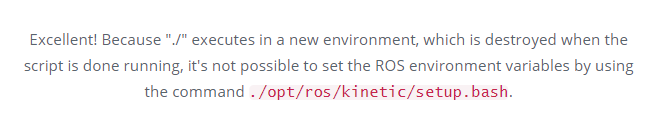 Excellent! Because "./" executes in a new environment, which is destroyed when the
script is done running, it's not possible to set the ROS environment variables by using
the command ./opt/ros/kinetic/setup.bash.